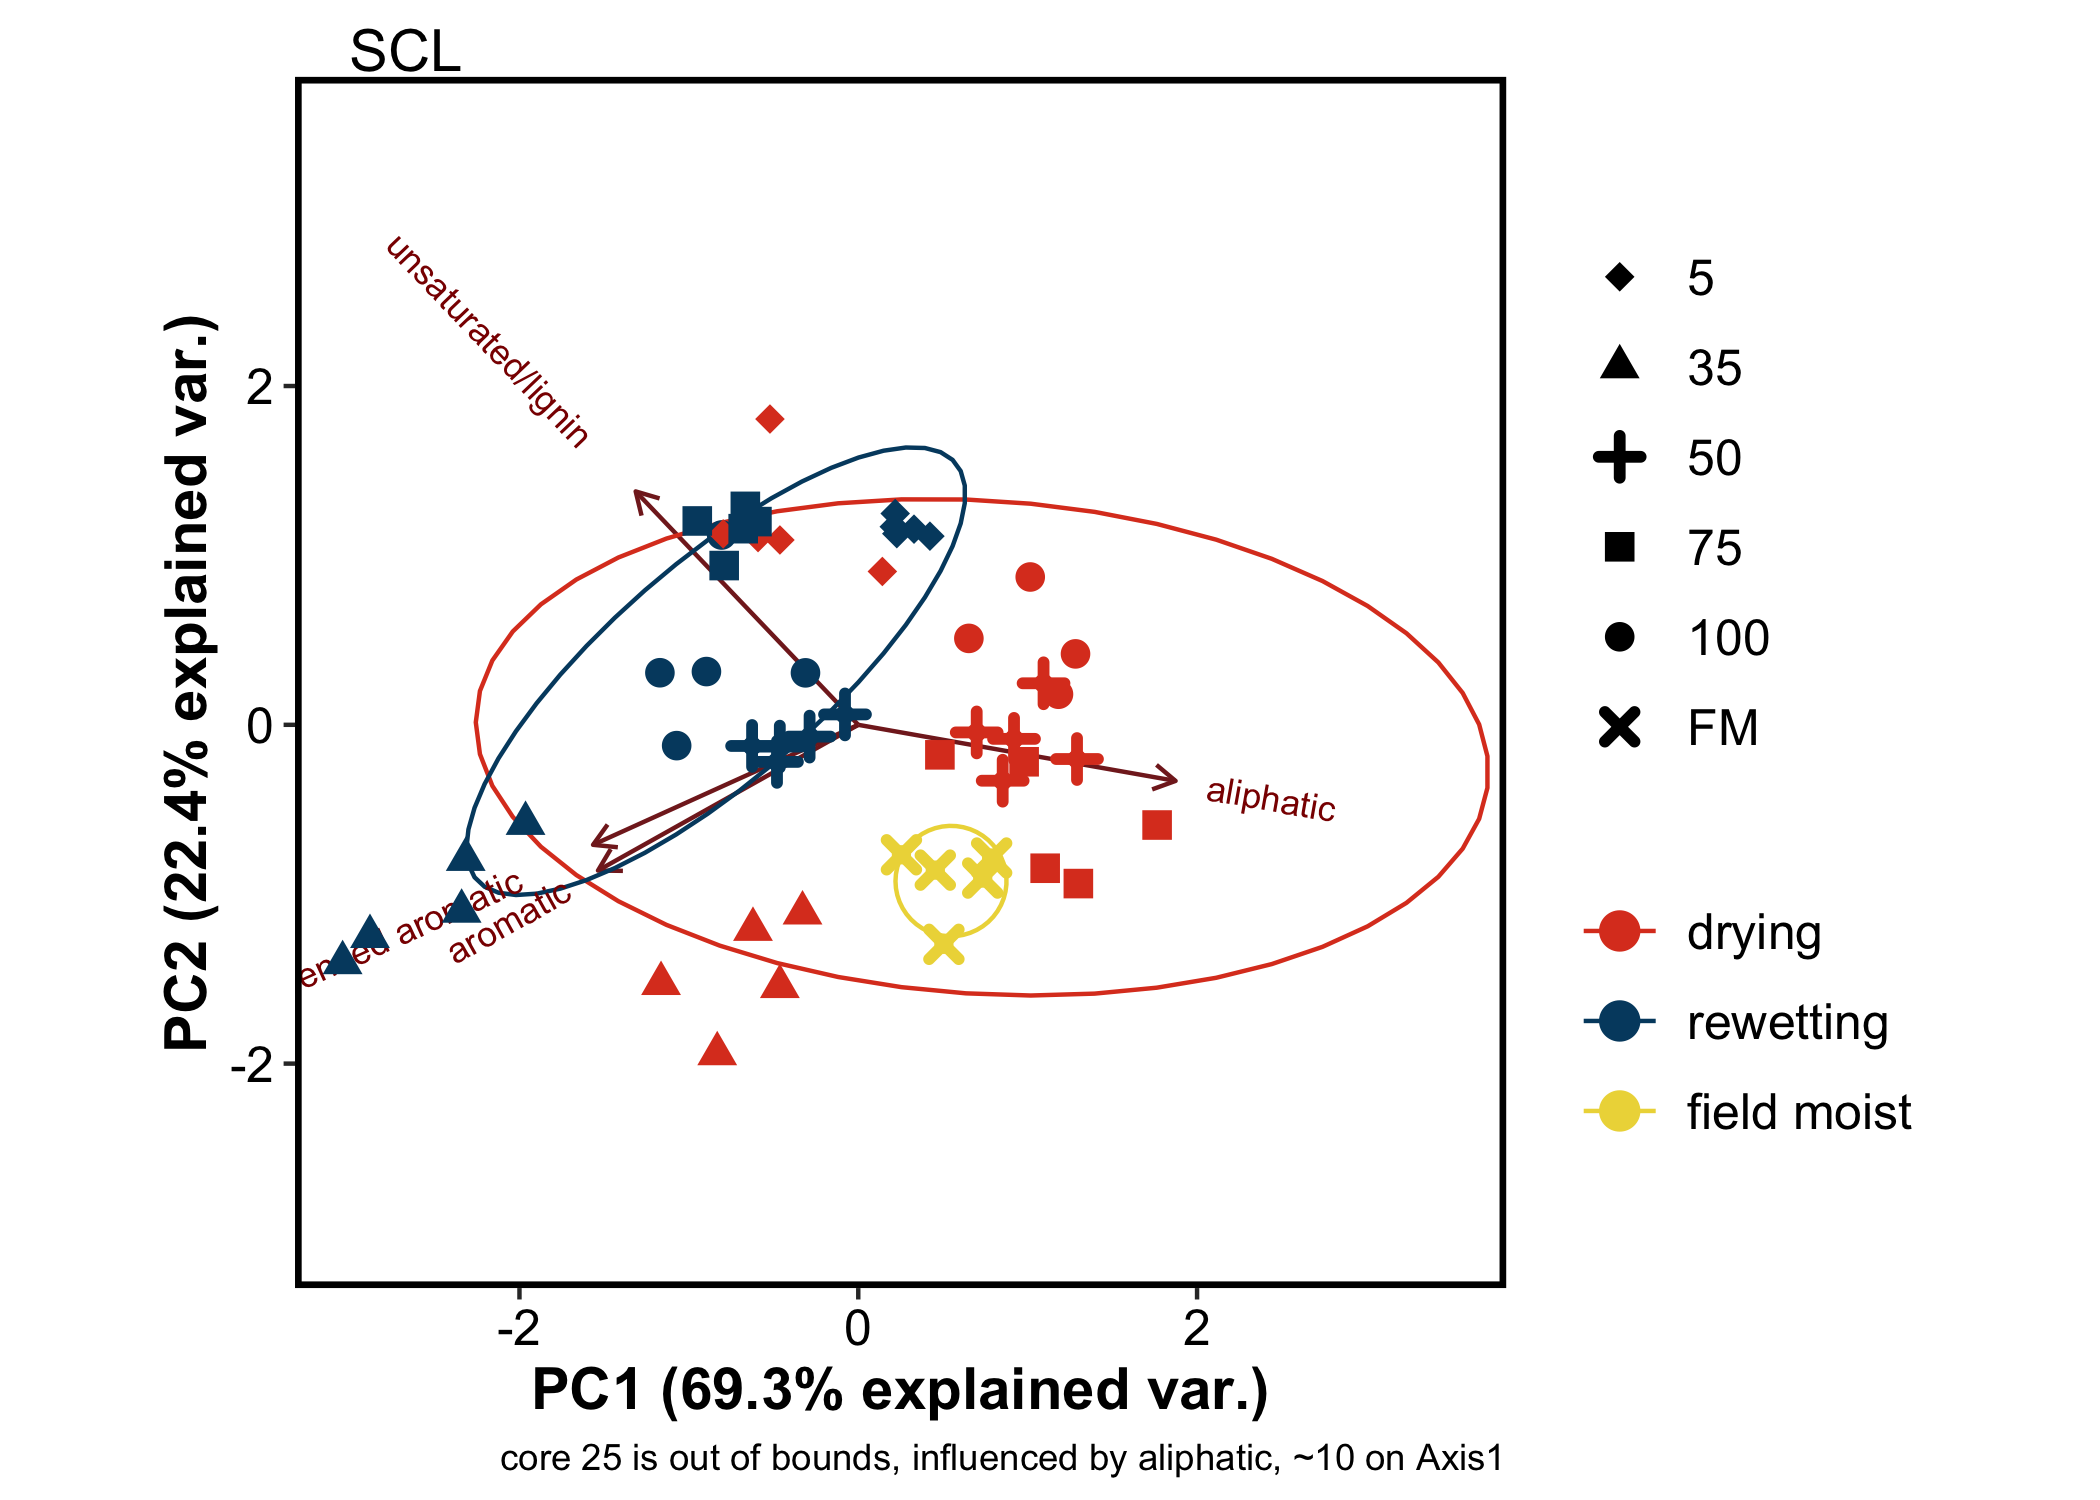 SCL
unsaturated/lignin
aliphatic
aromatic
aromatic
PC2 (22.4% explained var.)
2
0
-2
-2
0
2
PC1 (69.3% explained var.)
core 25 is out of bounds, influenced by aliphatic, ~10 on Axis1
5
35
50
75
100
FM
drying
rewetting
field moist